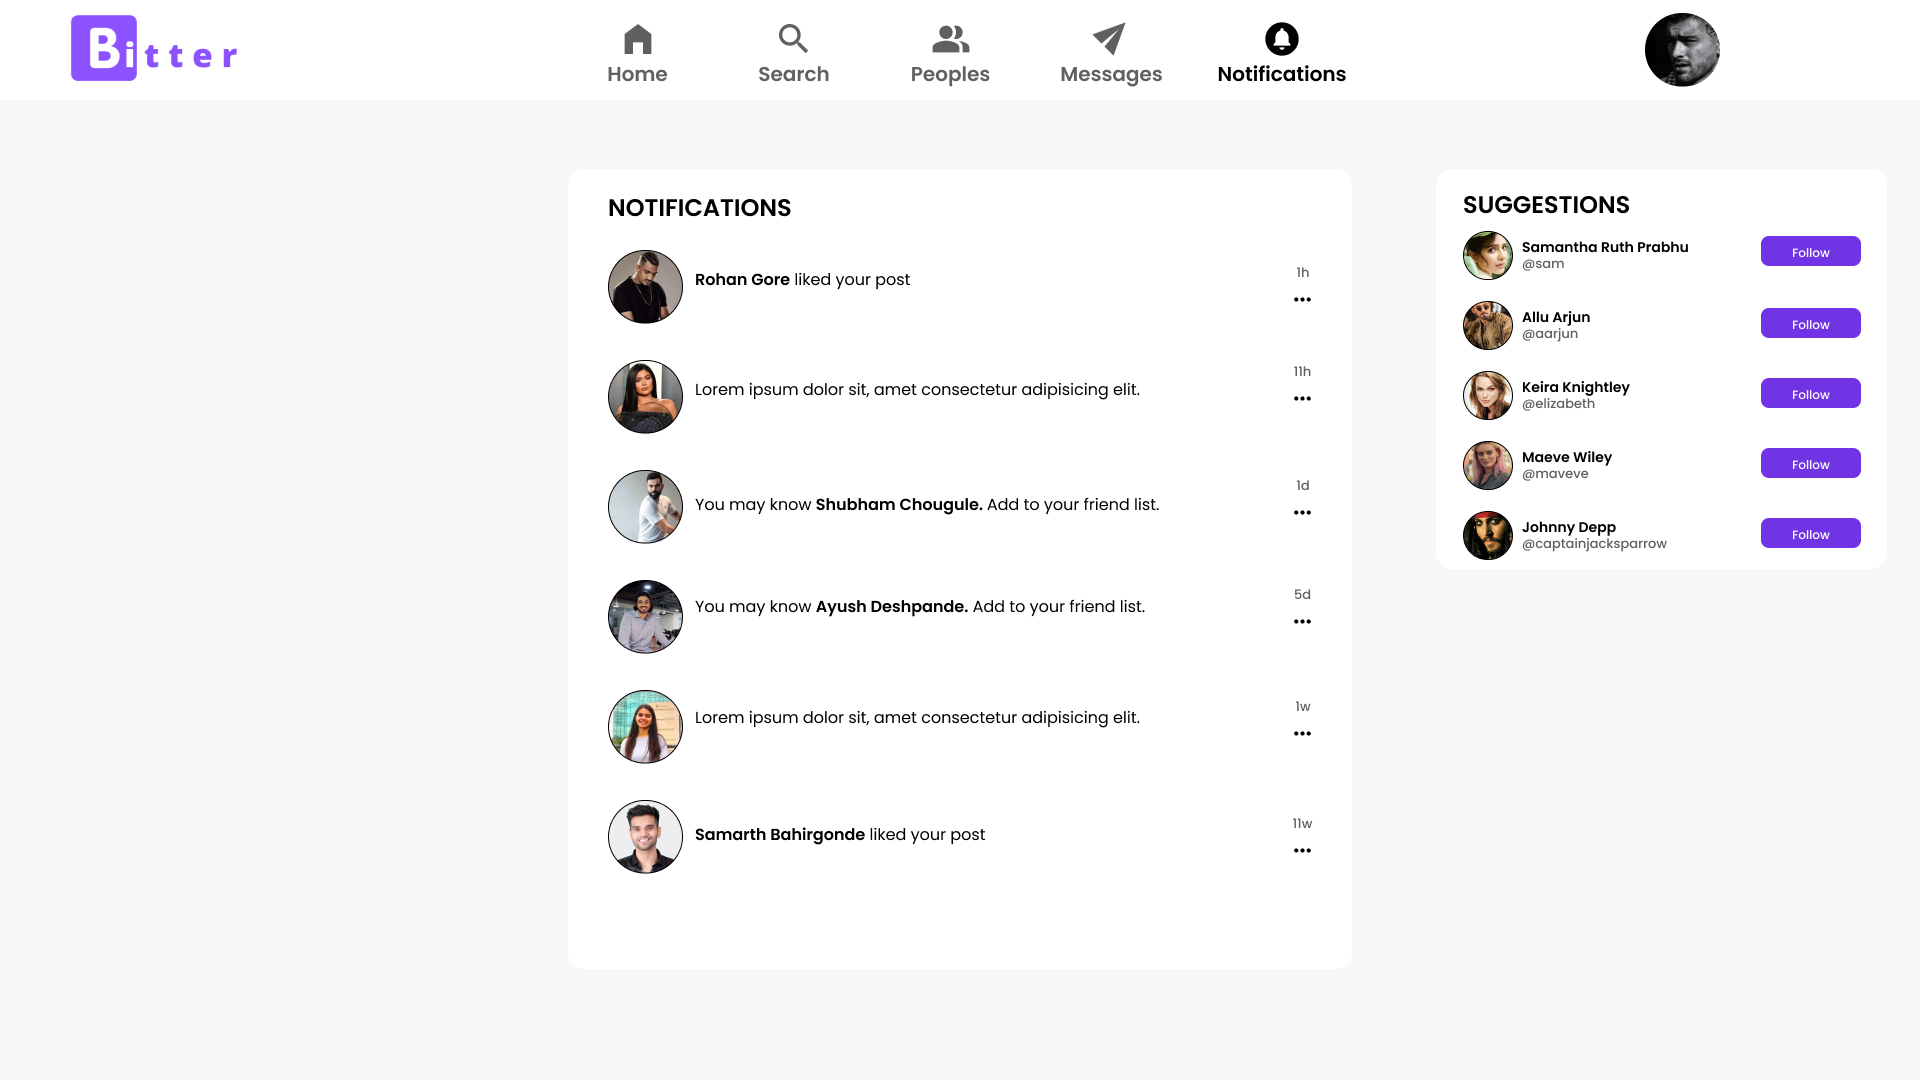 Bitter
Home
Search
Peoples
Messages
Notifications
NOTIFICATIONS
Rohan Gore liked your post
1h
Lorem ipsum dolor sit, amet consectetur adipisicing elit.
11h
You may know Shubham Chougule. Add to your friend list.
1d
You may know Ayush Deshpande. Add to your friend list.
5d
Lorem ipsum dolor sit, amet consectetur adipisicing elit.
1w
Samarth Bahirgonde liked your post
11w
SUGGESTIONS
Samantha Ruth Prabhu
@sam
Follow
Allu Arjun
@aarjun
Follow
Keira Knightley
@elizabeth
Follow
Maeve Wiley
@maveve
Follow
Johnny Depp
@captainjacksparrow
Follow